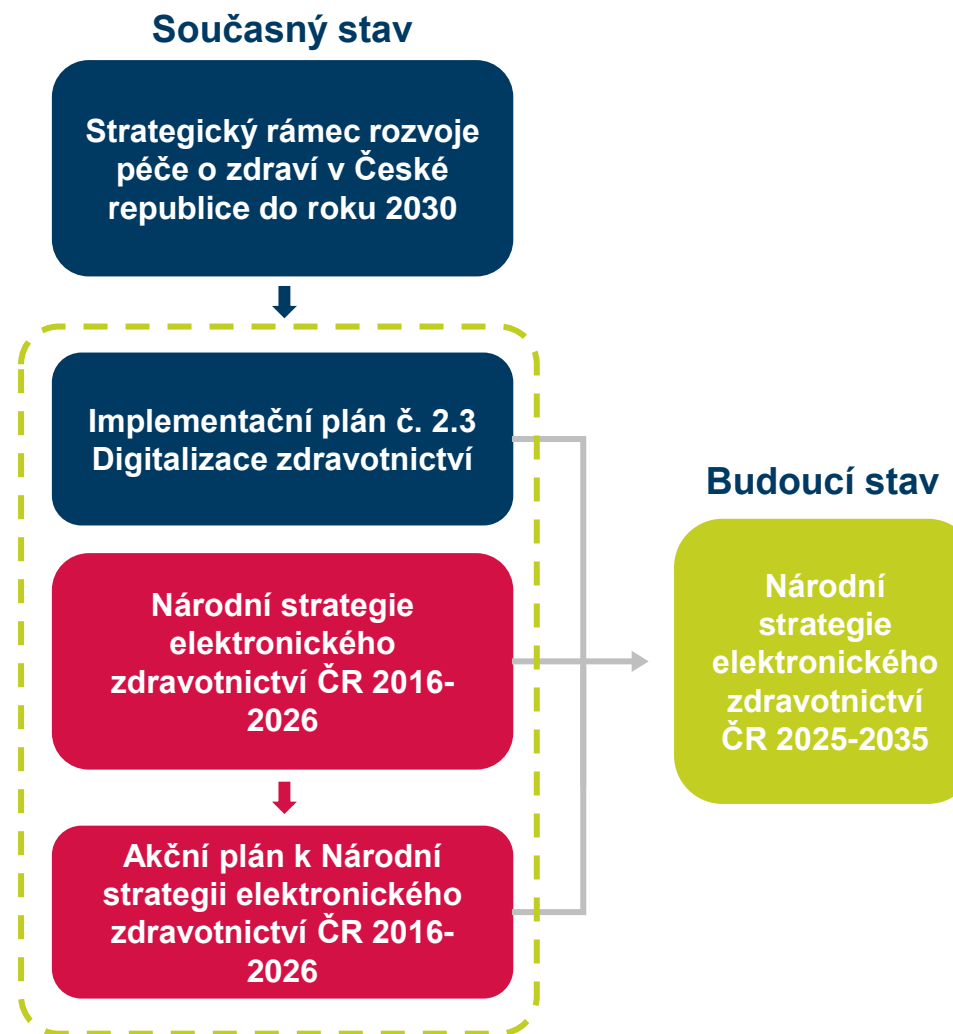 Současný stav
Strategický rámec rozvoje
péče o zdraví v České
republice do roku 2030
Implementační plán č. 2.3
Digitalizace zdravotnictví
Národní strategie
elektronického
zdravotnictví ČR 2016-
2026
Akční plán k Národní
strategii elektronického
zdravotnictví ČR 2016-
2026
Budoucí stav
Národní
strategie
elektronického
zdravotnictví
ČR 2025-2035